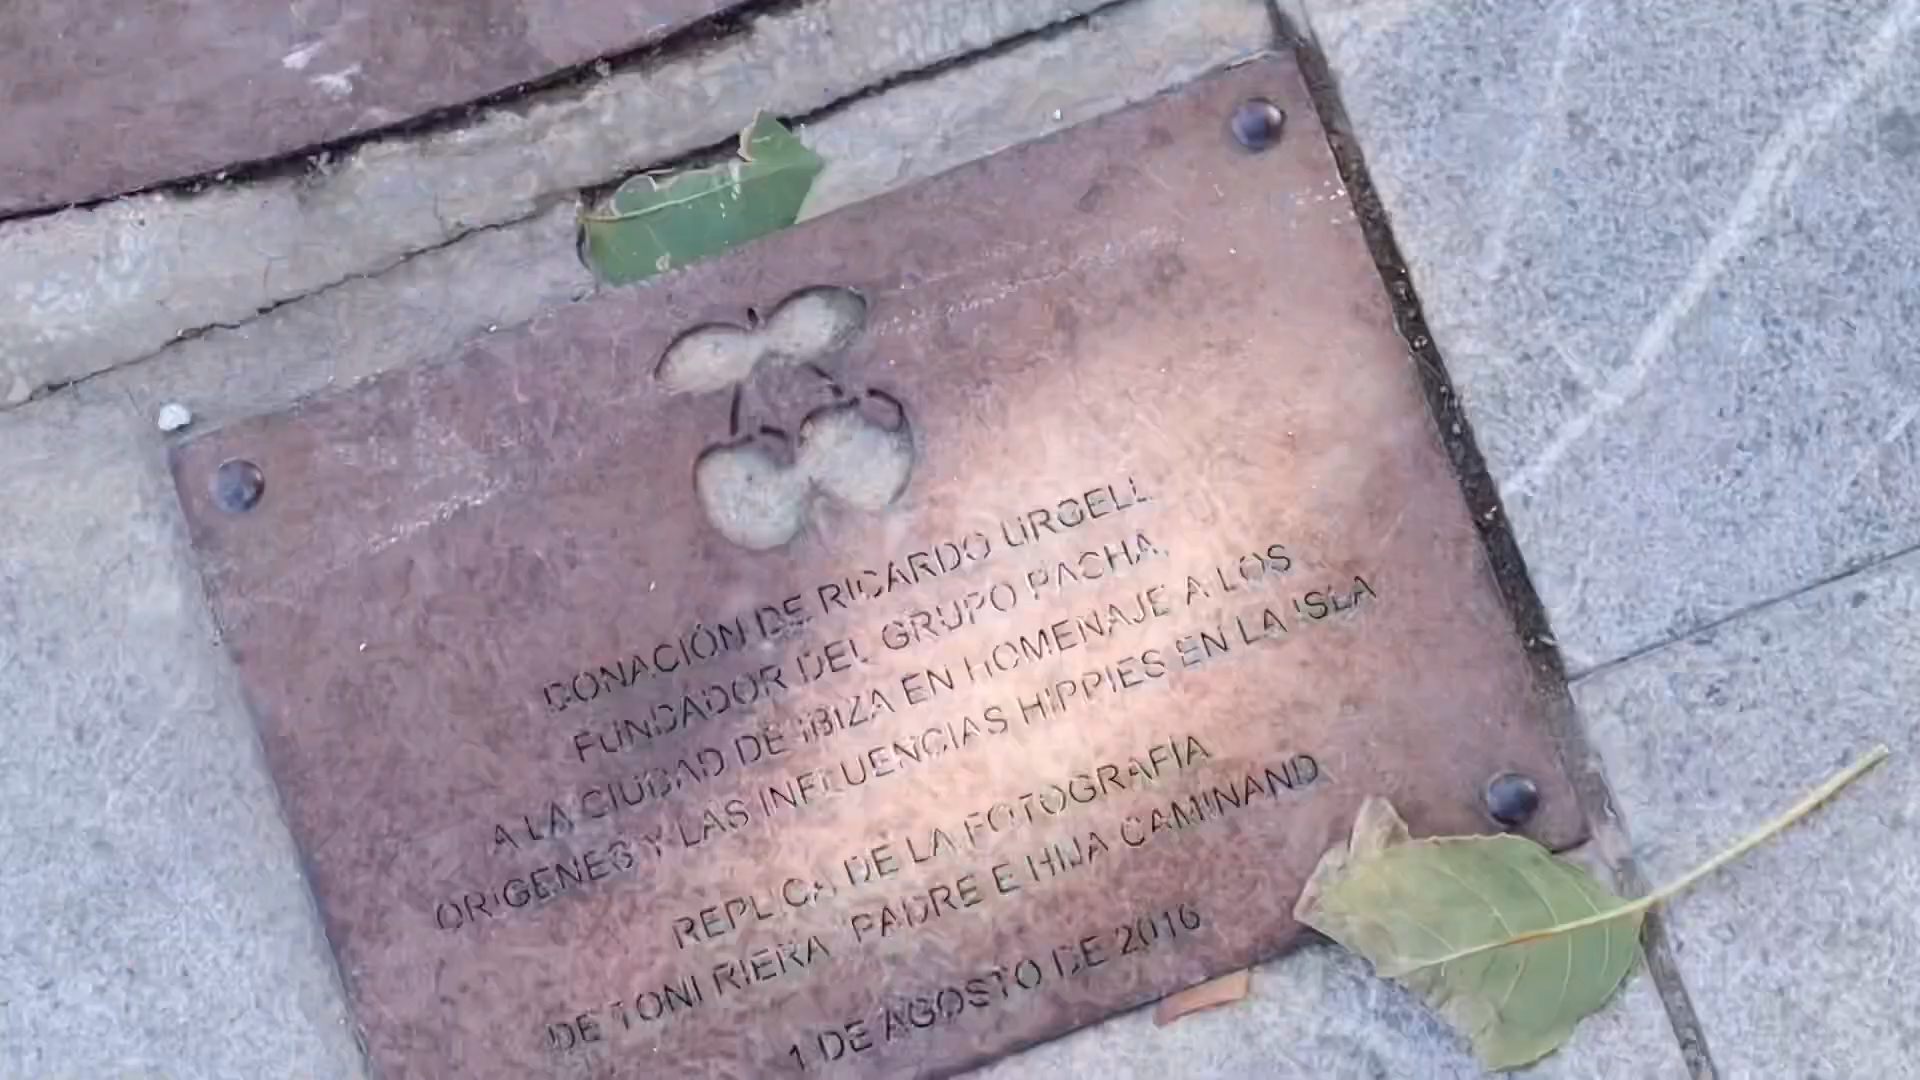 DONACIÓN DE RICARDO URGELL
FUNDADOR DEL GRUPO PACHA,
A LA CIUDAD DE IBIZA EN HOMENAJE A LOS
ORIGENES Y LAS INFLUENCIAS HIPPIES EN LA ISLA
REPLICA DE LA FOTOGRAFÍA
DE TONI RIERA PADRE E HIJA CAMINAND
1 DE AGOSTO DE 2016